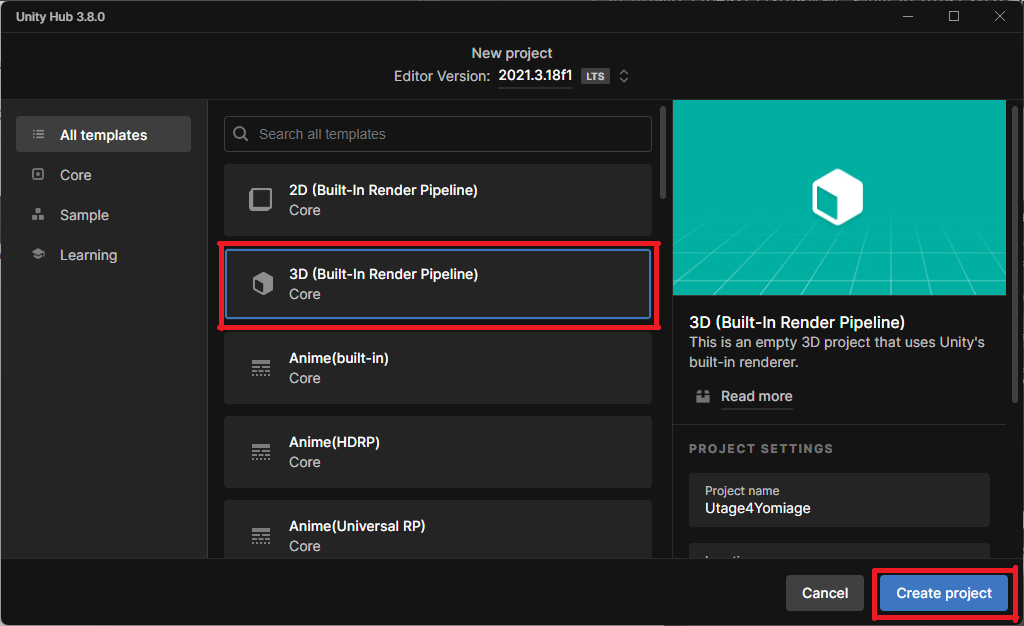 Unity Hub 3.8.0
New project
Editor Version: 2021.3.18f1 LTS
All templates
Core
Sample
Learning
Search all templates
2D (Built-In Render Pipeline)
Core
3D (Built-In Render Pipeline)
Core
Anime(built-in)
Core
Anime(HDRP)
Core
Anime(Universal RP)
Core
3D (Built-In Render Pipeline)
This is an empty 3D project that uses Unity's
built-in renderer.
Read more
PROJECT SETTINGS
Project name
Utage4Yomiage
Cancel
Create project